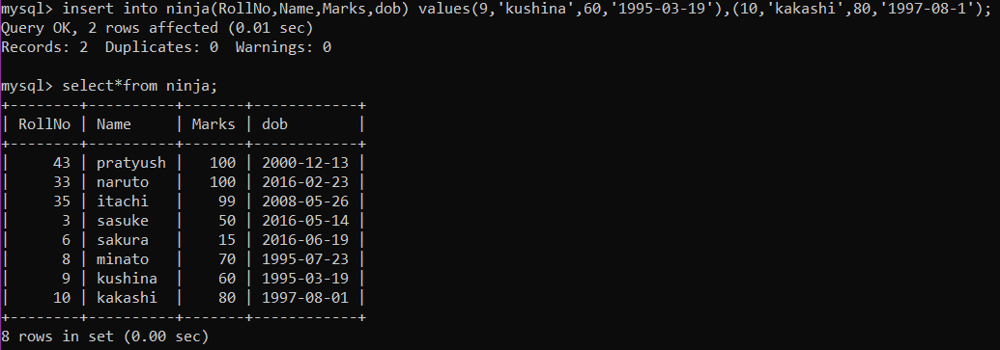 mysql> insert into ninja(RollNo,Name,Marks,dob) values(9,'kushina',60,'1995-03-19'),(10,'kakashi',80,'1997-08-1');
Query OK, 2 rows affected (0.01 sec)
Records: 2  Duplicates: 0  Warnings: 0

mysql> select*from ninja;
+--------+----------+-------+------------+
| RollNo | Name     | Marks | dob        |
+--------+----------+-------+------------+
|     43 | pratyush |   100 | 2000-12-13 |
|     33 | naruto   |   100 | 2016-02-23 |
|     35 | itachi   |    99 | 2008-05-26 |
|      3 | sasuke   |    50 | 2016-05-14 |
|      6 | sakura   |    15 | 2016-06-19 |
|      8 | minato   |    70 | 1995-07-23 |
|      9 | kushina  |    60 | 1995-03-19 |
|     10 | kakashi  |    80 | 1997-08-01 |
+--------+----------+-------+------------+
8 rows in set (0.00 sec)